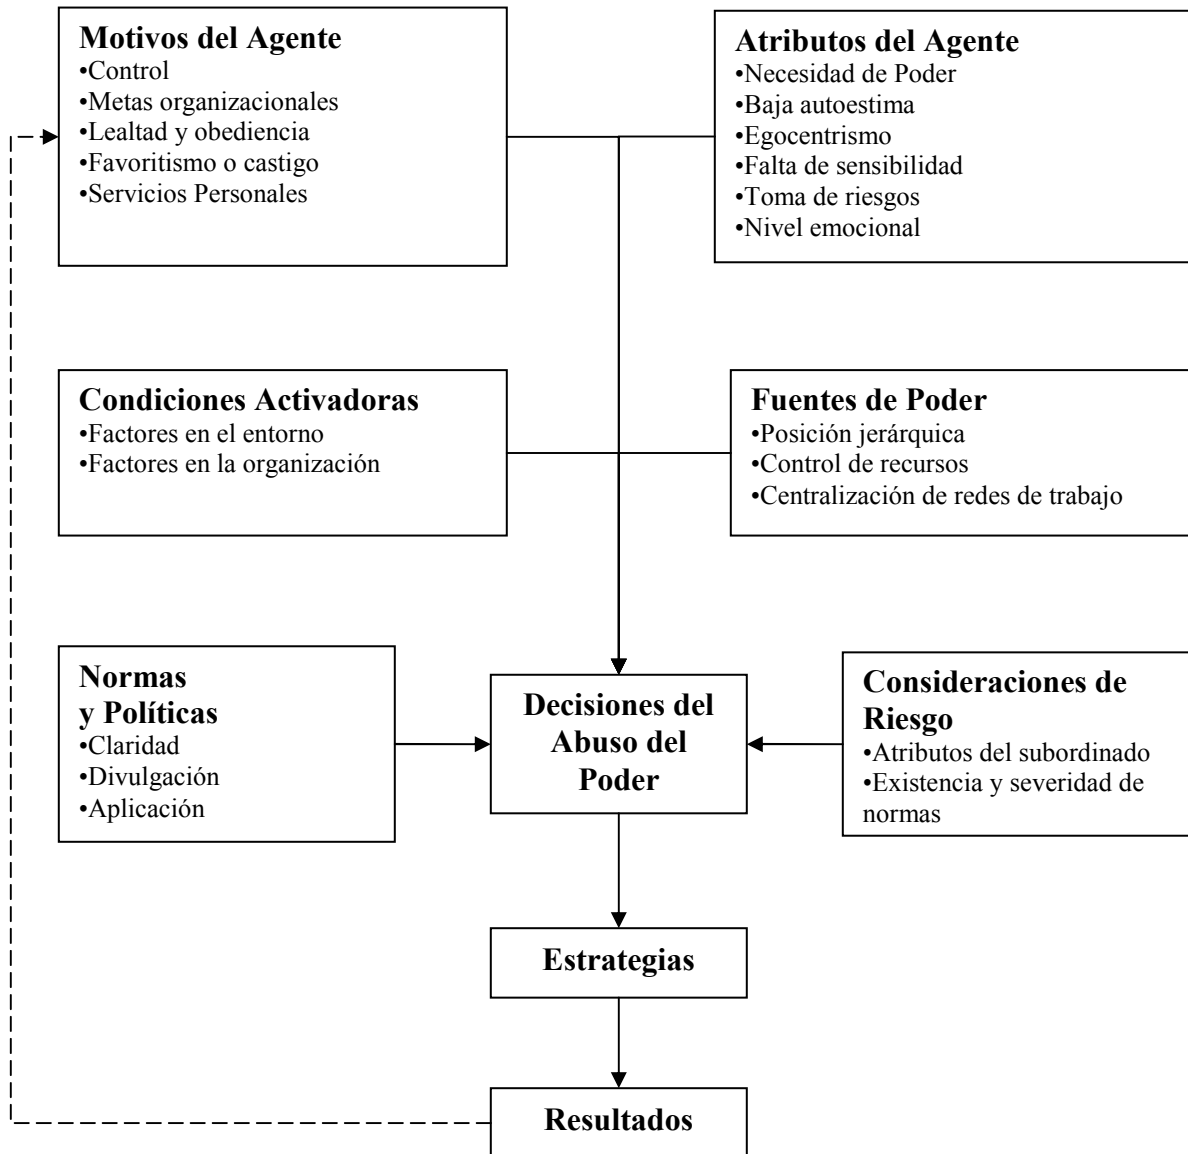 Motivos del Agente
•Control
•Metas organizacionales
•Lealtad y obediencia
•Favoritismo o castigo
•Servicios Personales
Atributos del Agente
•Necesidad de Poder
•Baja autoestima
•Egocentrismo
•Falta de sensibilidad
•Toma de riesgos
•Nivel emocional
Condiciones Activadoras
•Factores en el entorno
•Factores en la organización
Fuentes de Poder
•Posición jerárquica
•Control de recursos
•Centralización de redes de trabajo
Normas
y Políticas
•Claridad
•Divulgación
•Aplicación
Decisiones del
Abuso del
Poder
Consideraciones de
Riesgo
•Atributos del subordinado
•Existencia y severidad de
normas
Estrategias
Resultados